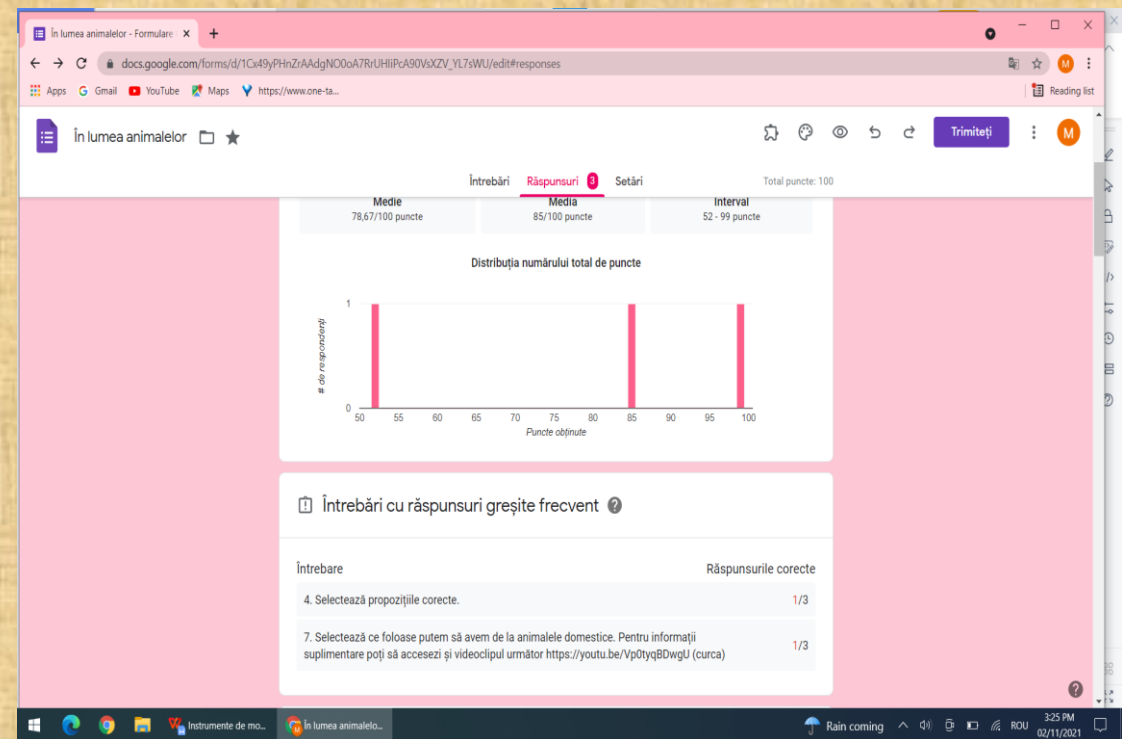 În lumea animalelor - Formulare
docs.google.com/forms/d/1Cx49yPHnZrAAdgNO0oA7RrUHliPcA90VsXZV_YL7sWU/edit#responses
M
Apps Gmail YouTube Maps https://www.one-ta... Reading list
În lumea animalelor
Trimiteți
M
Întrebări Răspunsuri 3 Setări Total puncte: 100
Medie Media Interval
78,67/100 puncte 85/100 puncte 52 - 99 puncte
Distribuția numărului total de puncte
1
# de respondenți
0
50 55 60 65 70 75 80 85 90 95 100
Puncte obținute
Întrebări cu răspunsuri greșite frecvent
Întrebare Răspunsurile corecte
4. Selectează propozițiile corecte. 1/3
7. Selectează ce foloase putem să avem de la animalele domestice. Pentru informații
suplimentare poți să accesezi și videoclipul următor https://youtu.be/Vp0tyqBDwgU (curca) 1/3
Instrumente de mo... În lumea animalelo... Rain coming ROU 3:25 PM
02/11/2021